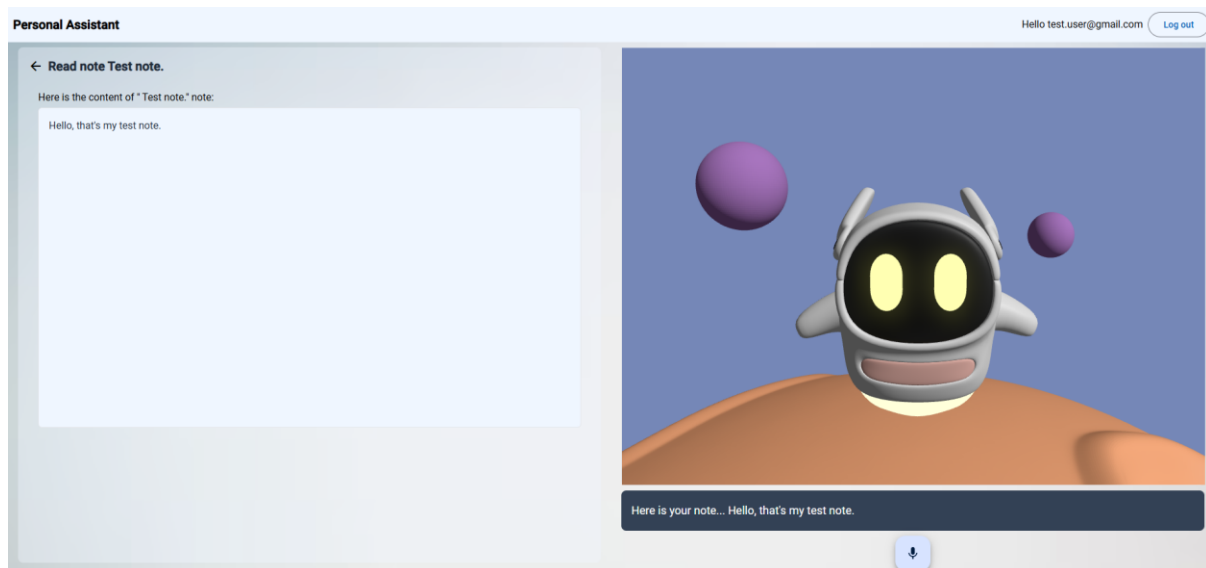 Personal Assistant
Hello test.user@gmail.com
Log out
← Read note Test note.
Here is the content of " Test note." note:
Hello, that's my test note.
Here is your note... Hello, that's my test note.